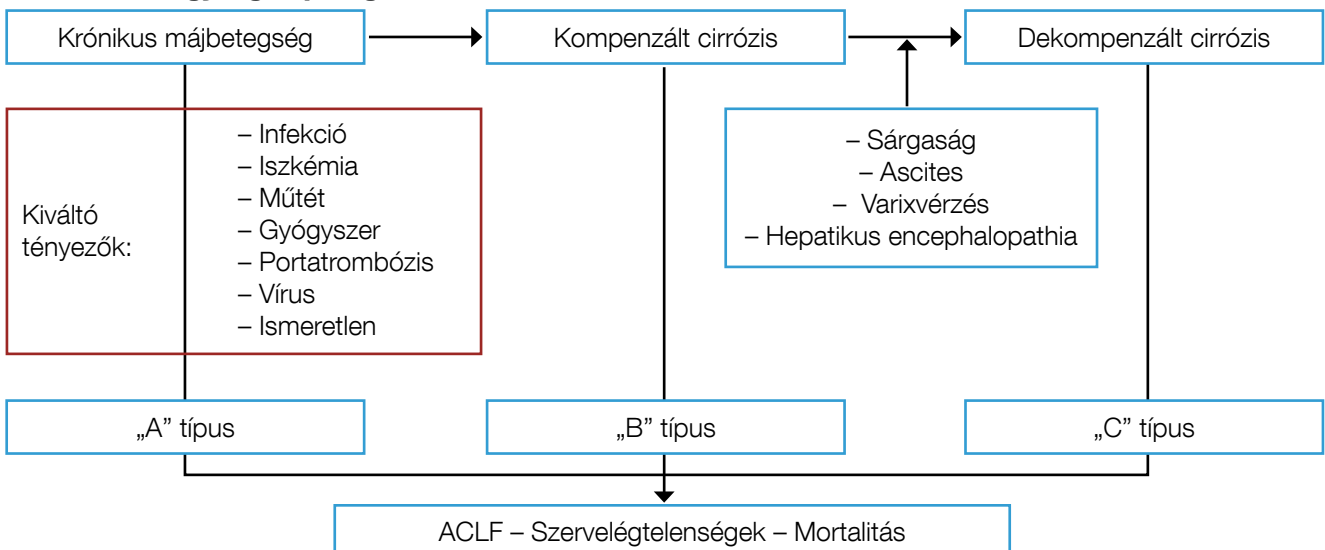 Krónikus májbetegség
Kompenzált cirrózis
Dekompenzált cirrózis
Kiváltó
tényezők:
– Infekció
– Iszkémia
– Műtét
– Gyógyszer
– Portatrombózis
– Vírus
– Ismeretlen
– Sárgaság
– Ascites
– Varixvérzés
– Hepatikus encephalopathia
„A” típus
„B” típus
„C” típus
ACLF – Szervelégtelenségek – Mortalitás